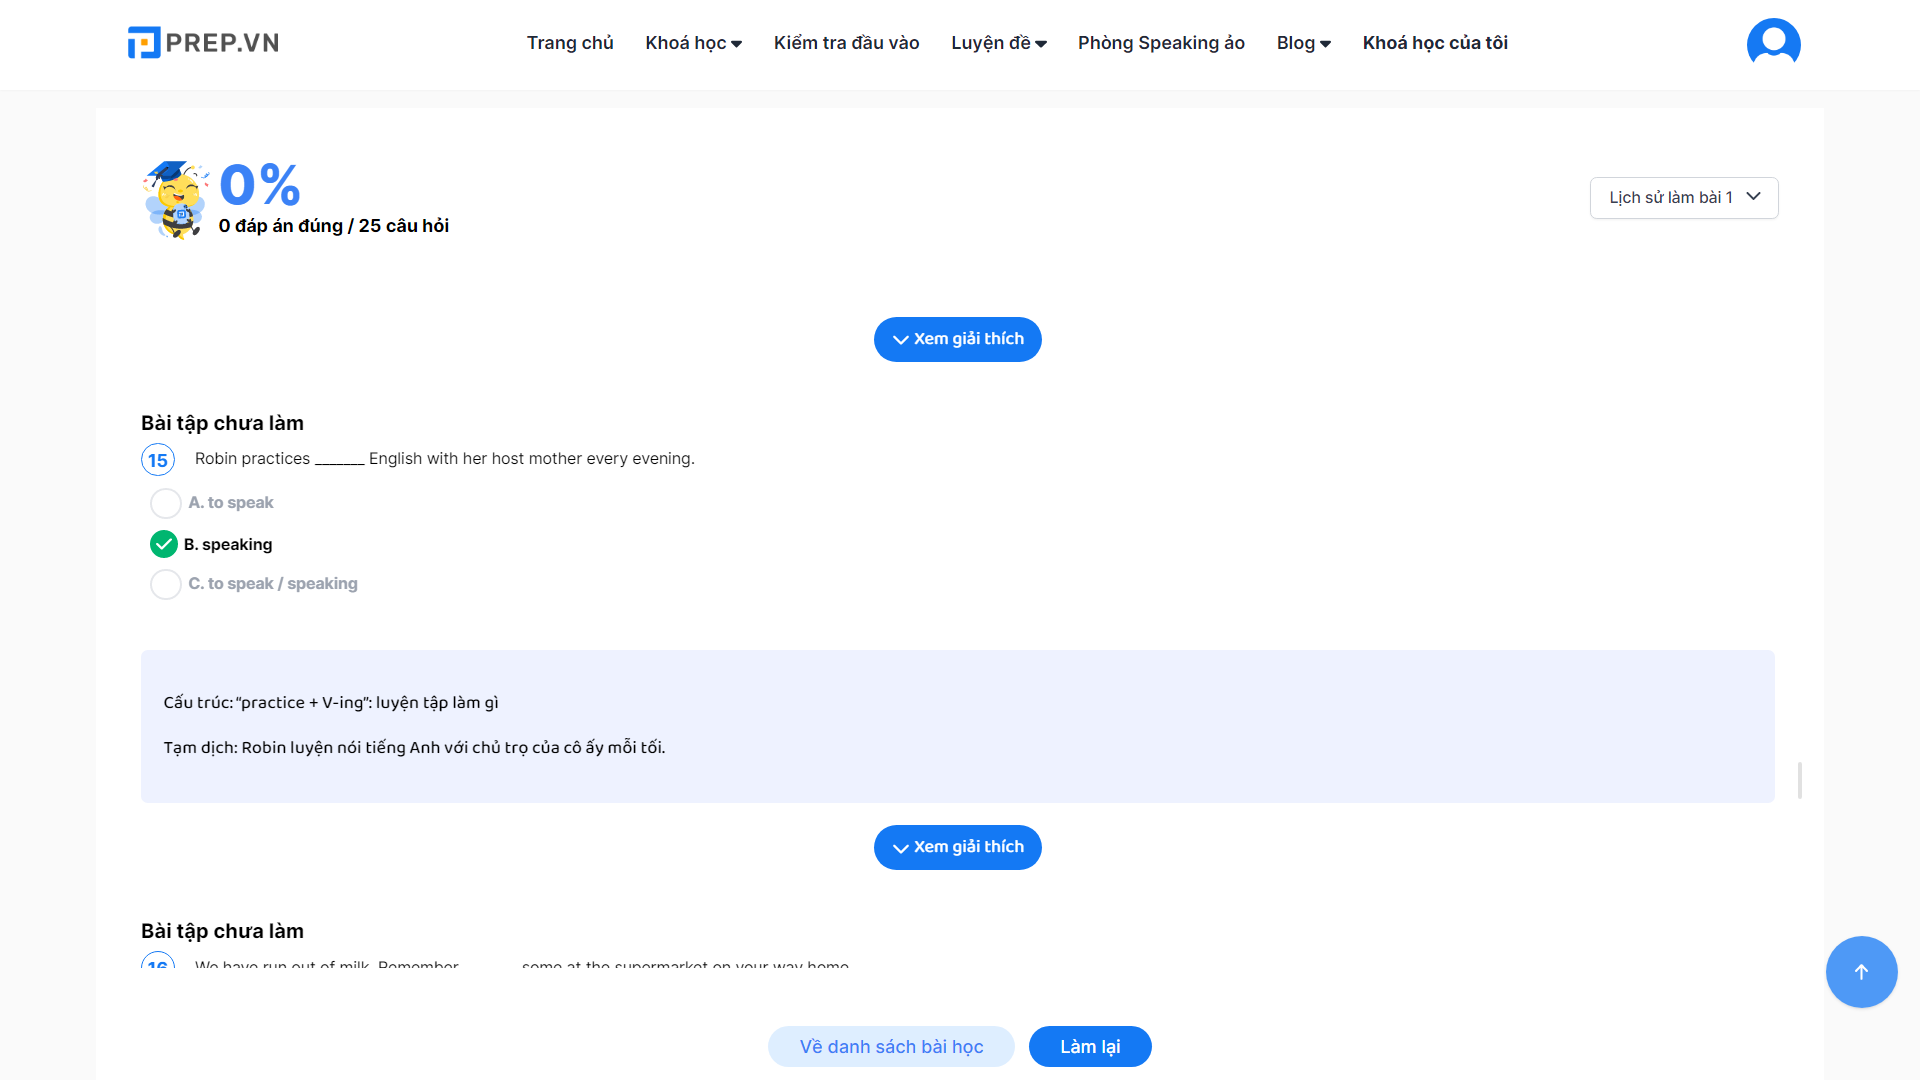 PREP.VN
Trang chủ Khoá học Kiểm tra đầu vào Luyện đề Phòng Speaking ảo Blog Khoá học của tôi
0%
0 đáp án đúng / 25 câu hỏi
Lịch sử làm bài 1
Xem giải thích
Bài tập chưa làm
15 Robin practices _______ English with her host mother every evening.
A. to speak
B. speaking
C. to speak / speaking
Cấu trúc: “practice + V-ing”: luyện tập làm gì
Tạm dịch: Robin luyện nói tiếng Anh với chủ trọ của cô ấy mỗi tối.
Xem giải thích
Bài tập chưa làm
16 We have run out of milk. Remember _______ some at the supermarket on your way home.
Về danh sách bài học
Làm lại